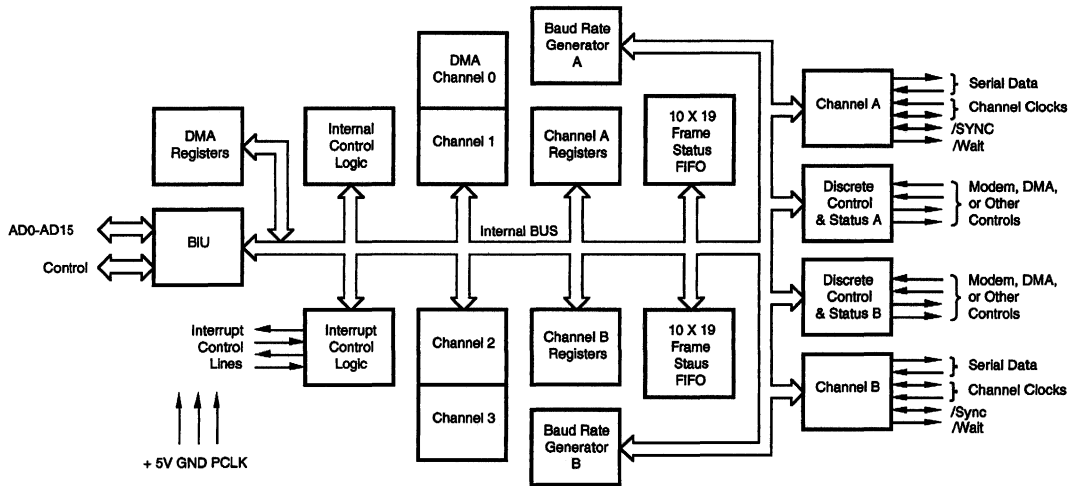 Baud Rate
Generator
A
DMA
Channel 0
Channel 1
DMA
Registers
Internal
Control
Logic
Channel A
Registers
10 X 19
Frame
Status
FIFO
Channel A
Serial Data
Channel Clocks
/SYNC
/Wait
Discrete
Control
& Status A
Modem, DMA,
or Other
Controls
AD0-AD15
Control
BIU
Internal BUS
Discrete
Control
& Status B
Modem, DMA,
or Other
Controls
Interrupt
Control
Lines
Interrupt
Control
Logic
Channel 2
Channel 3
Channel B
Registers
10 X 19
Frame
Staus
FIFO
Channel B
Serial Data
Channel Clocks
/Sync
/Wait
Baud Rate
Generator
B
+ 5V GND PCLK